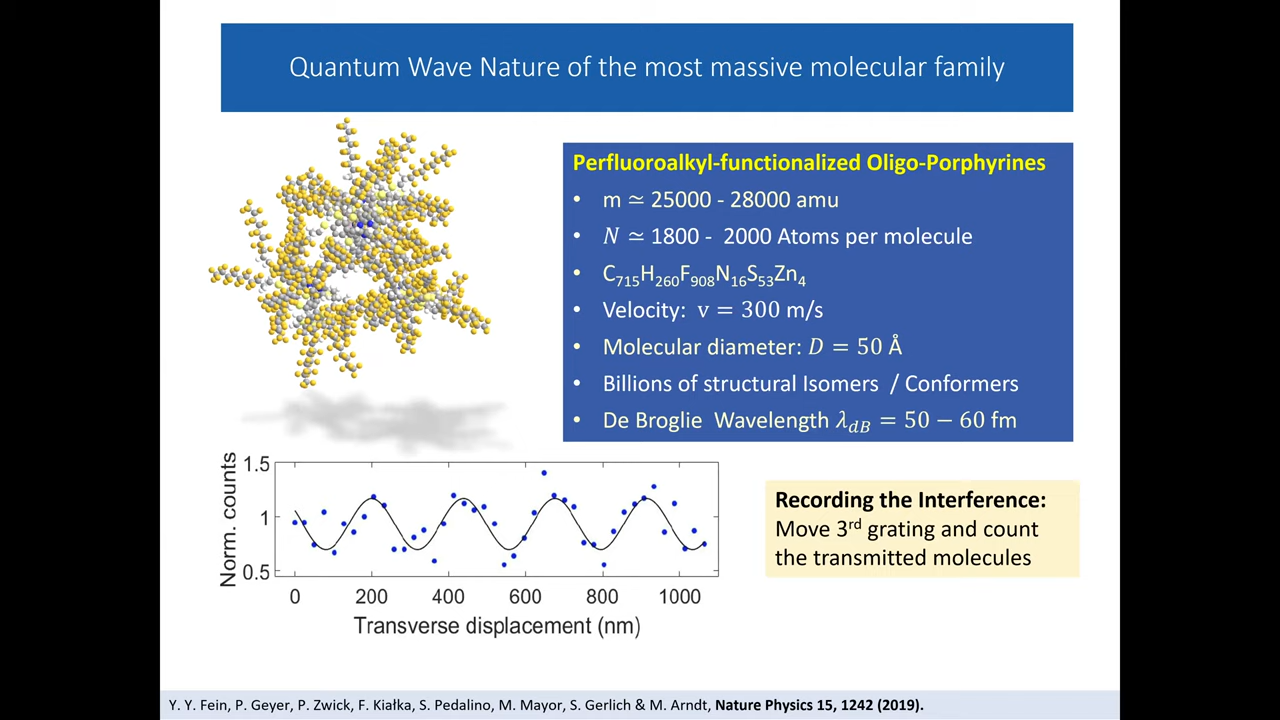 Quantum Wave Nature of the most massive molecular family
Perfluoroalkyl-functionalized Oligo-Porphyrines
• m ≃ 25000 - 28000 amu
• N ≃ 1800 - 2000 Atoms per molecule
• C₇₁₅H₂₆₀F₉₀₈N₁₆S₅₃Zn₄
• Velocity: v = 300 m/s
• Molecular diameter: D = 50 Å
• Billions of structural Isomers / Conformers
• De Broglie Wavelength λ_dB = 50 − 60 fm
Norm. counts
1.5
1
0.5
0 200 400 600 800 1000
Transverse displacement (nm)
Recording the Interference:
Move 3ʳᵈ grating and count
the transmitted molecules
Y. Y. Fein, P. Geyer, P. Zwick, F. Kiałka, S. Pedalino, M. Mayor, S. Gerlich & M. Arndt, Nature Physics 15, 1242 (2019).